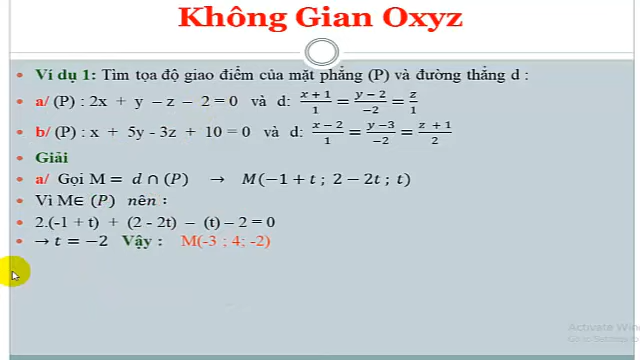 Không Gian Oxyz
Ví dụ 1: Tìm tọa độ giao điểm của mặt phẳng (P) và đường thẳng d :
a/ (P) : 2x + y − z − 2 = 0 và d: (x + 1)/1 = (y − 2)/−2 = z/1
b/ (P) : x + 5y - 3z + 10 = 0 và d: (x − 2)/1 = (y − 3)/−2 = (z + 1)/2
Giải
a/ Gọi M = d ∩ (P) → M(−1 + t ; 2 − 2t ; t)
Vì M∈ (P) nên :
2.(-1 + t) + (2 - 2t) − (t) − 2 = 0
→ t = −2 Vậy : M(-3 ; 4; -2)